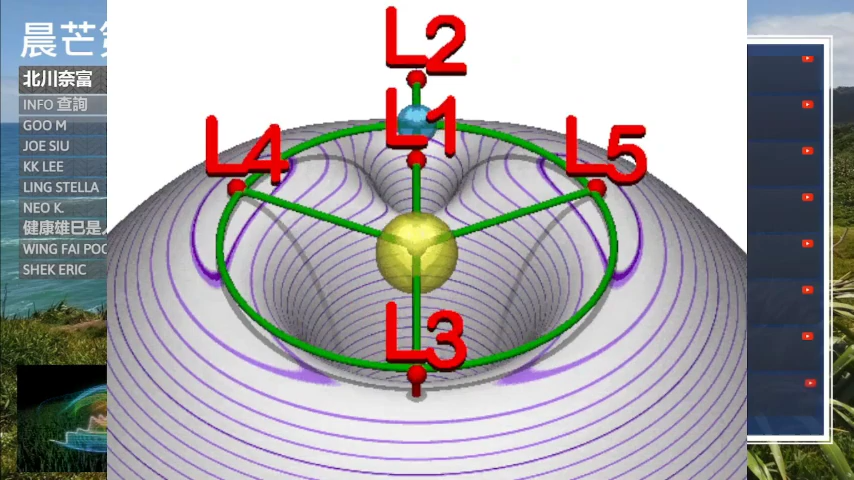 晨芒
北川奈富
INFO 查詢
GOO M
JOE SIU
KK LEE
LING STELLA
NEO K.
健康雄巳是
WING FAI POO
SHEK ERIC
L2
L1
L4
L5
L3